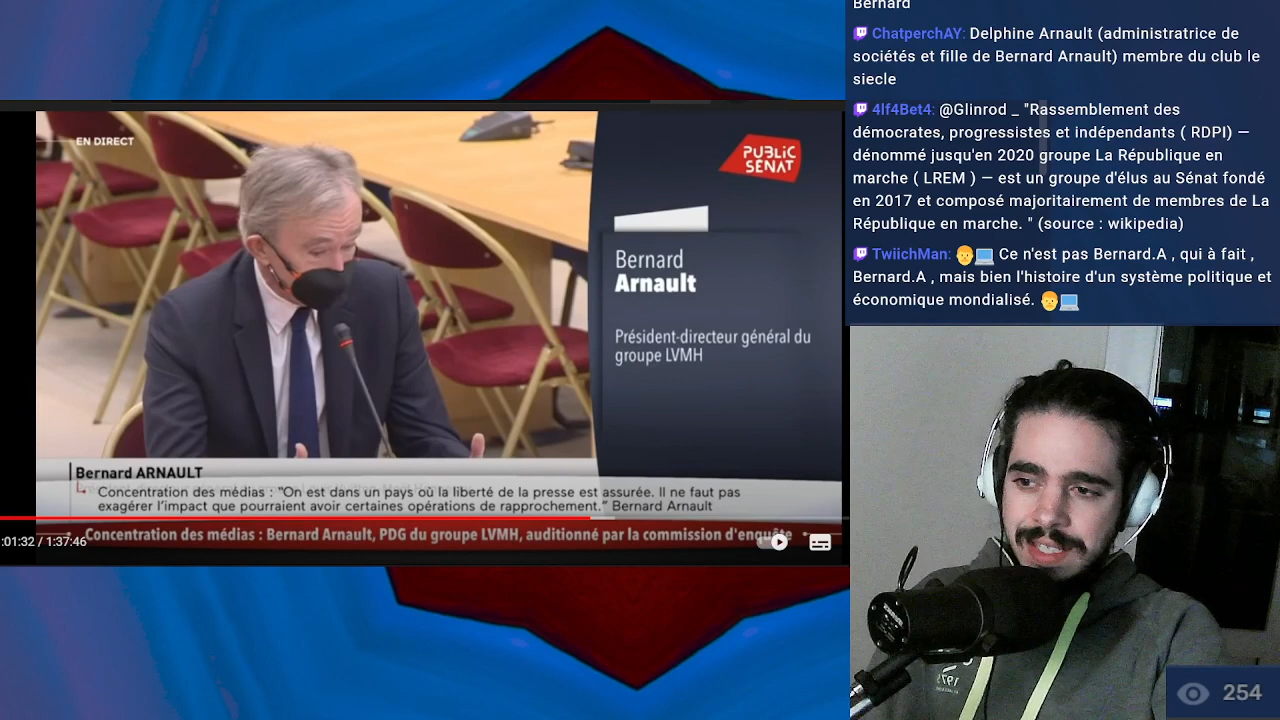 EN DIRECT
PUBLIC
SÉNAT
Bernard
Arnault
Président-directeur général du
groupe LVMH
Bernard ARNAULT
Concentration des médias : "On est dans un pays où la liberté de la presse est assurée. Il ne faut pas
exagérer l'impact que pourraient avoir certaines opérations de rapprochement." Bernard Arnault
Concentration des médias : Bernard Arnault, PDG du groupe LVMH, auditionné par la commission d'enquête
:01:32 / 1:37:46
Bernard
ChatperchAY: Delphine Arnault (administratrice de
sociétés et fille de Bernard Arnault) membre du club le
siecle
4lf4Bet4: @Glinrod _ "Rassemblement des
démocrates, progressistes et indépendants ( RDPI) —
dénommé jusqu'en 2020 groupe La République en
marche ( LREM ) — est un groupe d'élus au Sénat fondé
en 2017 et composé majoritairement de membres de La
République en marche. " (source : wikipedia)
TwiichMan: 👨‍💻 Ce n'est pas Bernard.A , qui à fait ,
Bernard.A , mais bien l'histoire d'un système politique et
économique mondialisé. 👨‍💻
254